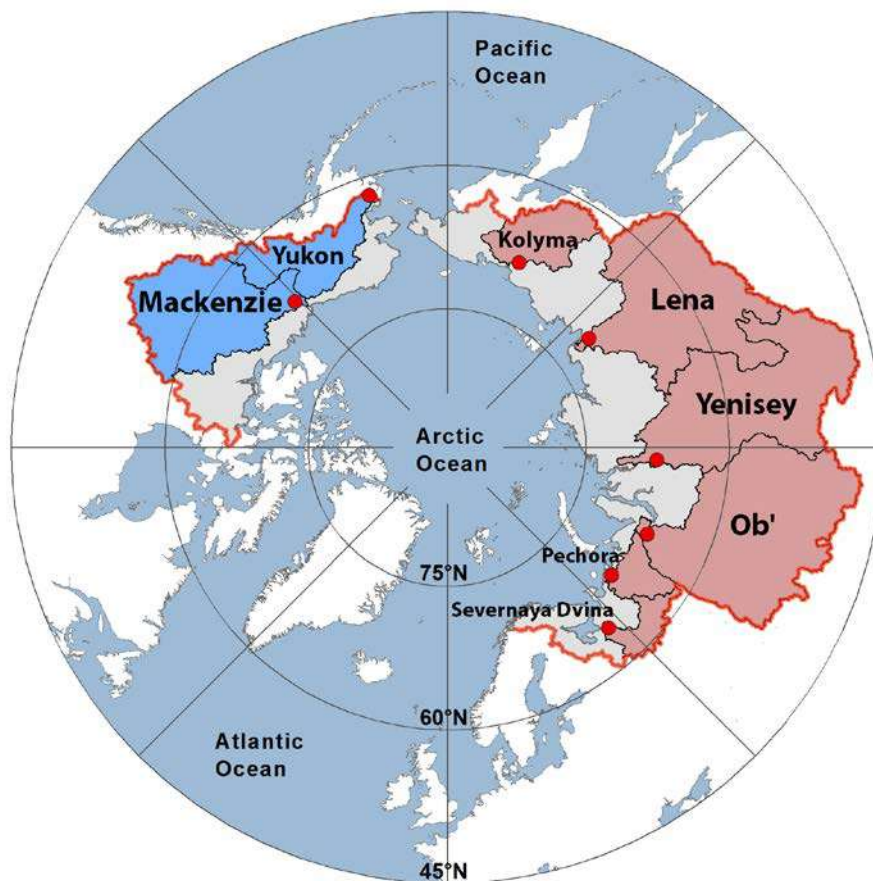 Pacific
Ocean
Kolyma
Yukon
Mackenzie
Lena
Yenisey
Arctic
Ocean
Ob'
Pechora
75°N
Severnaya Dvina
60°N
Atlantic
Ocean
45°N